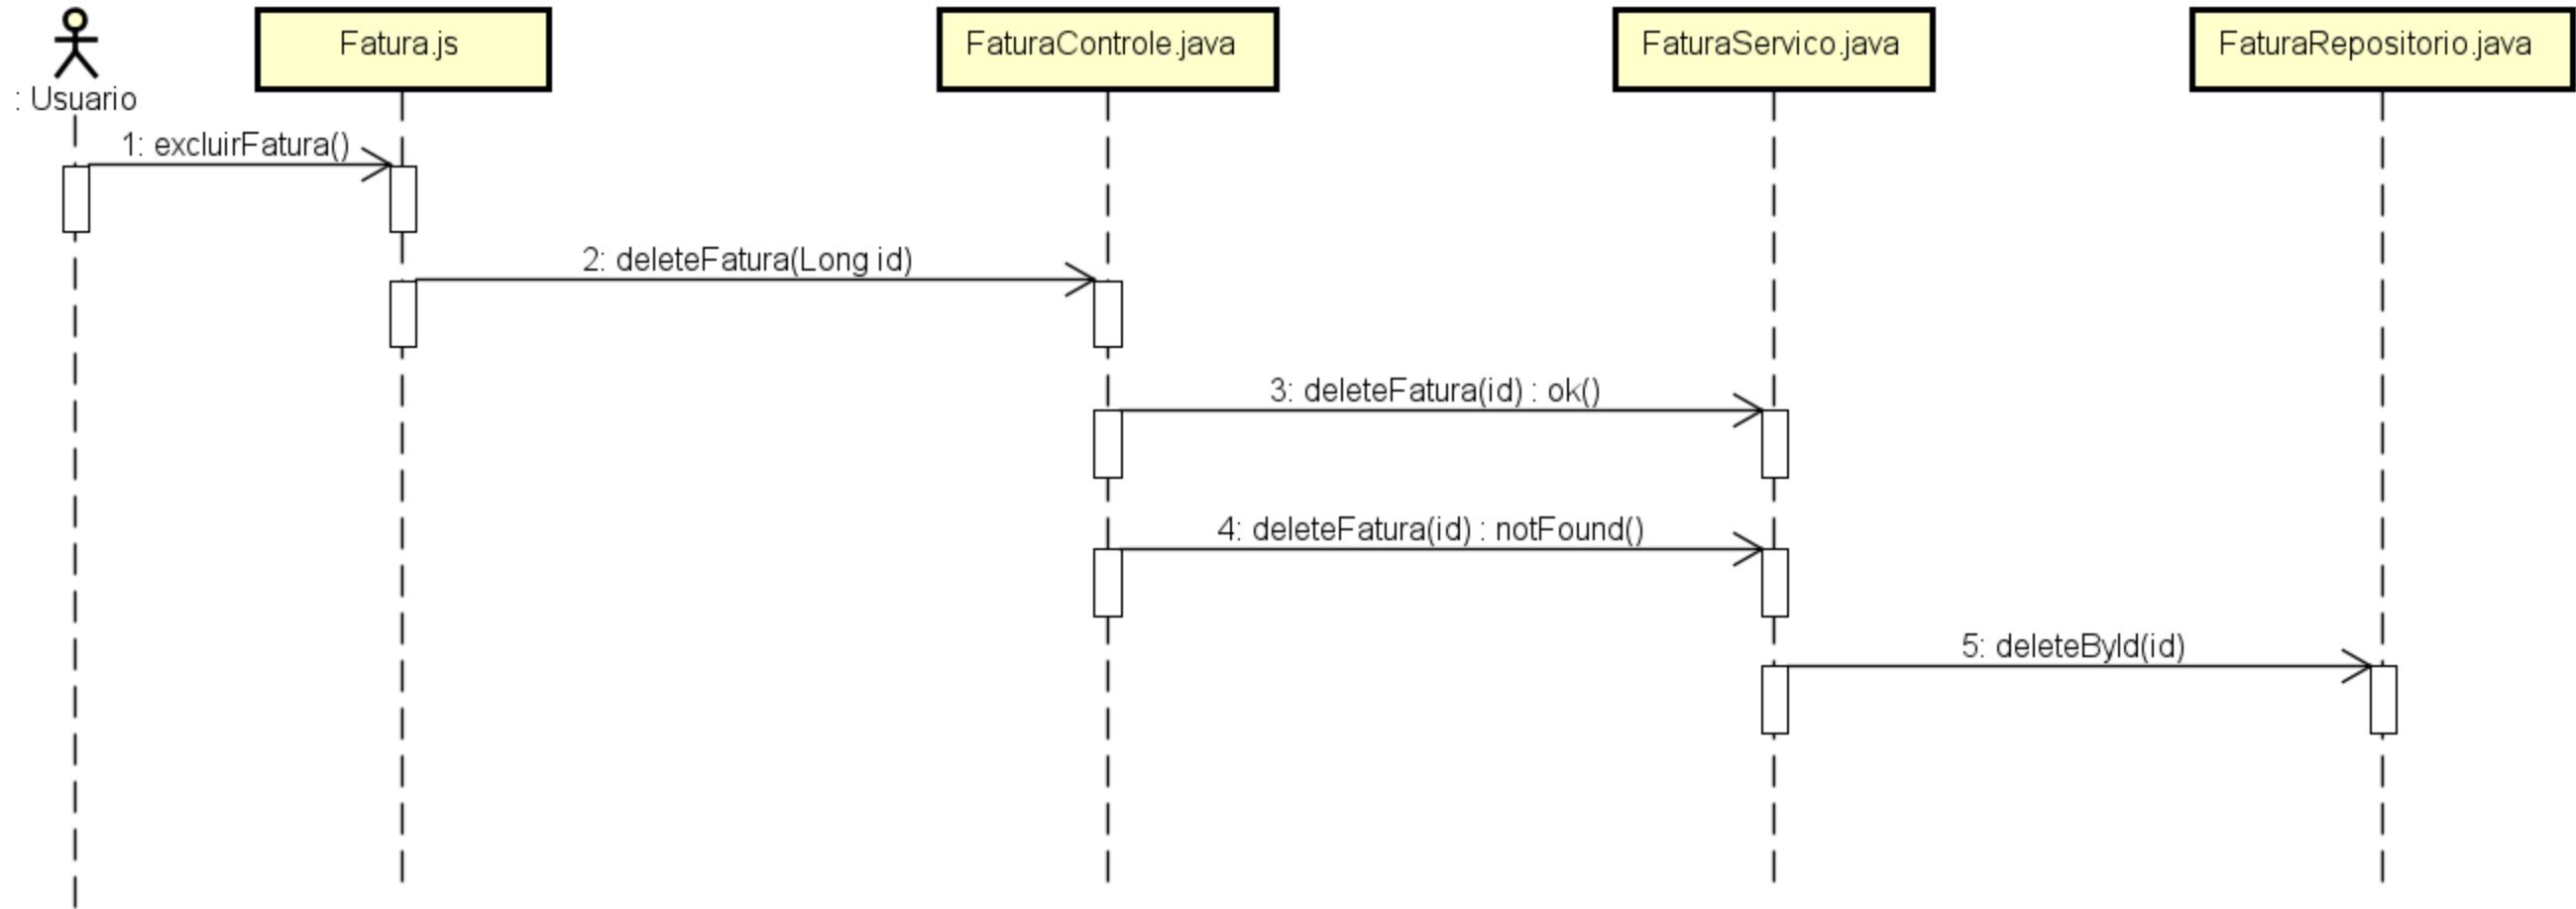 Fatura.js
FaturaControle.java
FaturaServico.java
FaturaRepositorio.java
: Usuario
1: excluirFatura()
2: deleteFatura(Long id)
3: deleteFatura(id) : ok()
4: deleteFatura(id) : notFound()
5: deleteById(id)